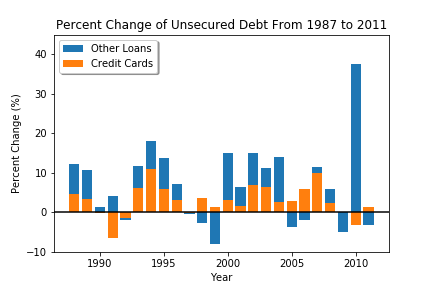 Percent Change of Unsecured Debt From 1987 to 2011
Other Loans
Credit Cards
Percent Change (%)
40
30
20
10
0
−10
1990
1995
2000
2005
2010
Year